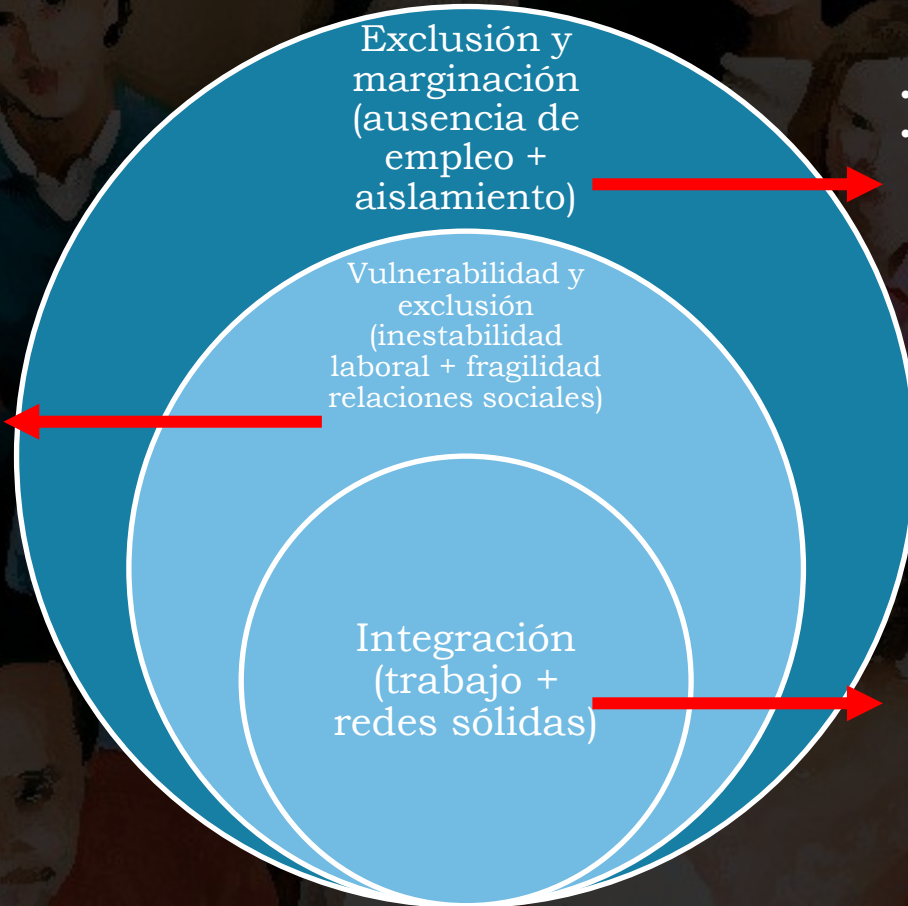 Exclusión y
marginación
(ausencia de
empleo +
aislamiento)
Vulnerabilidad y
exclusión
(inestabilidad
laboral + fragilidad
relaciones sociales)
Integración
(trabajo +
redes sólidas)